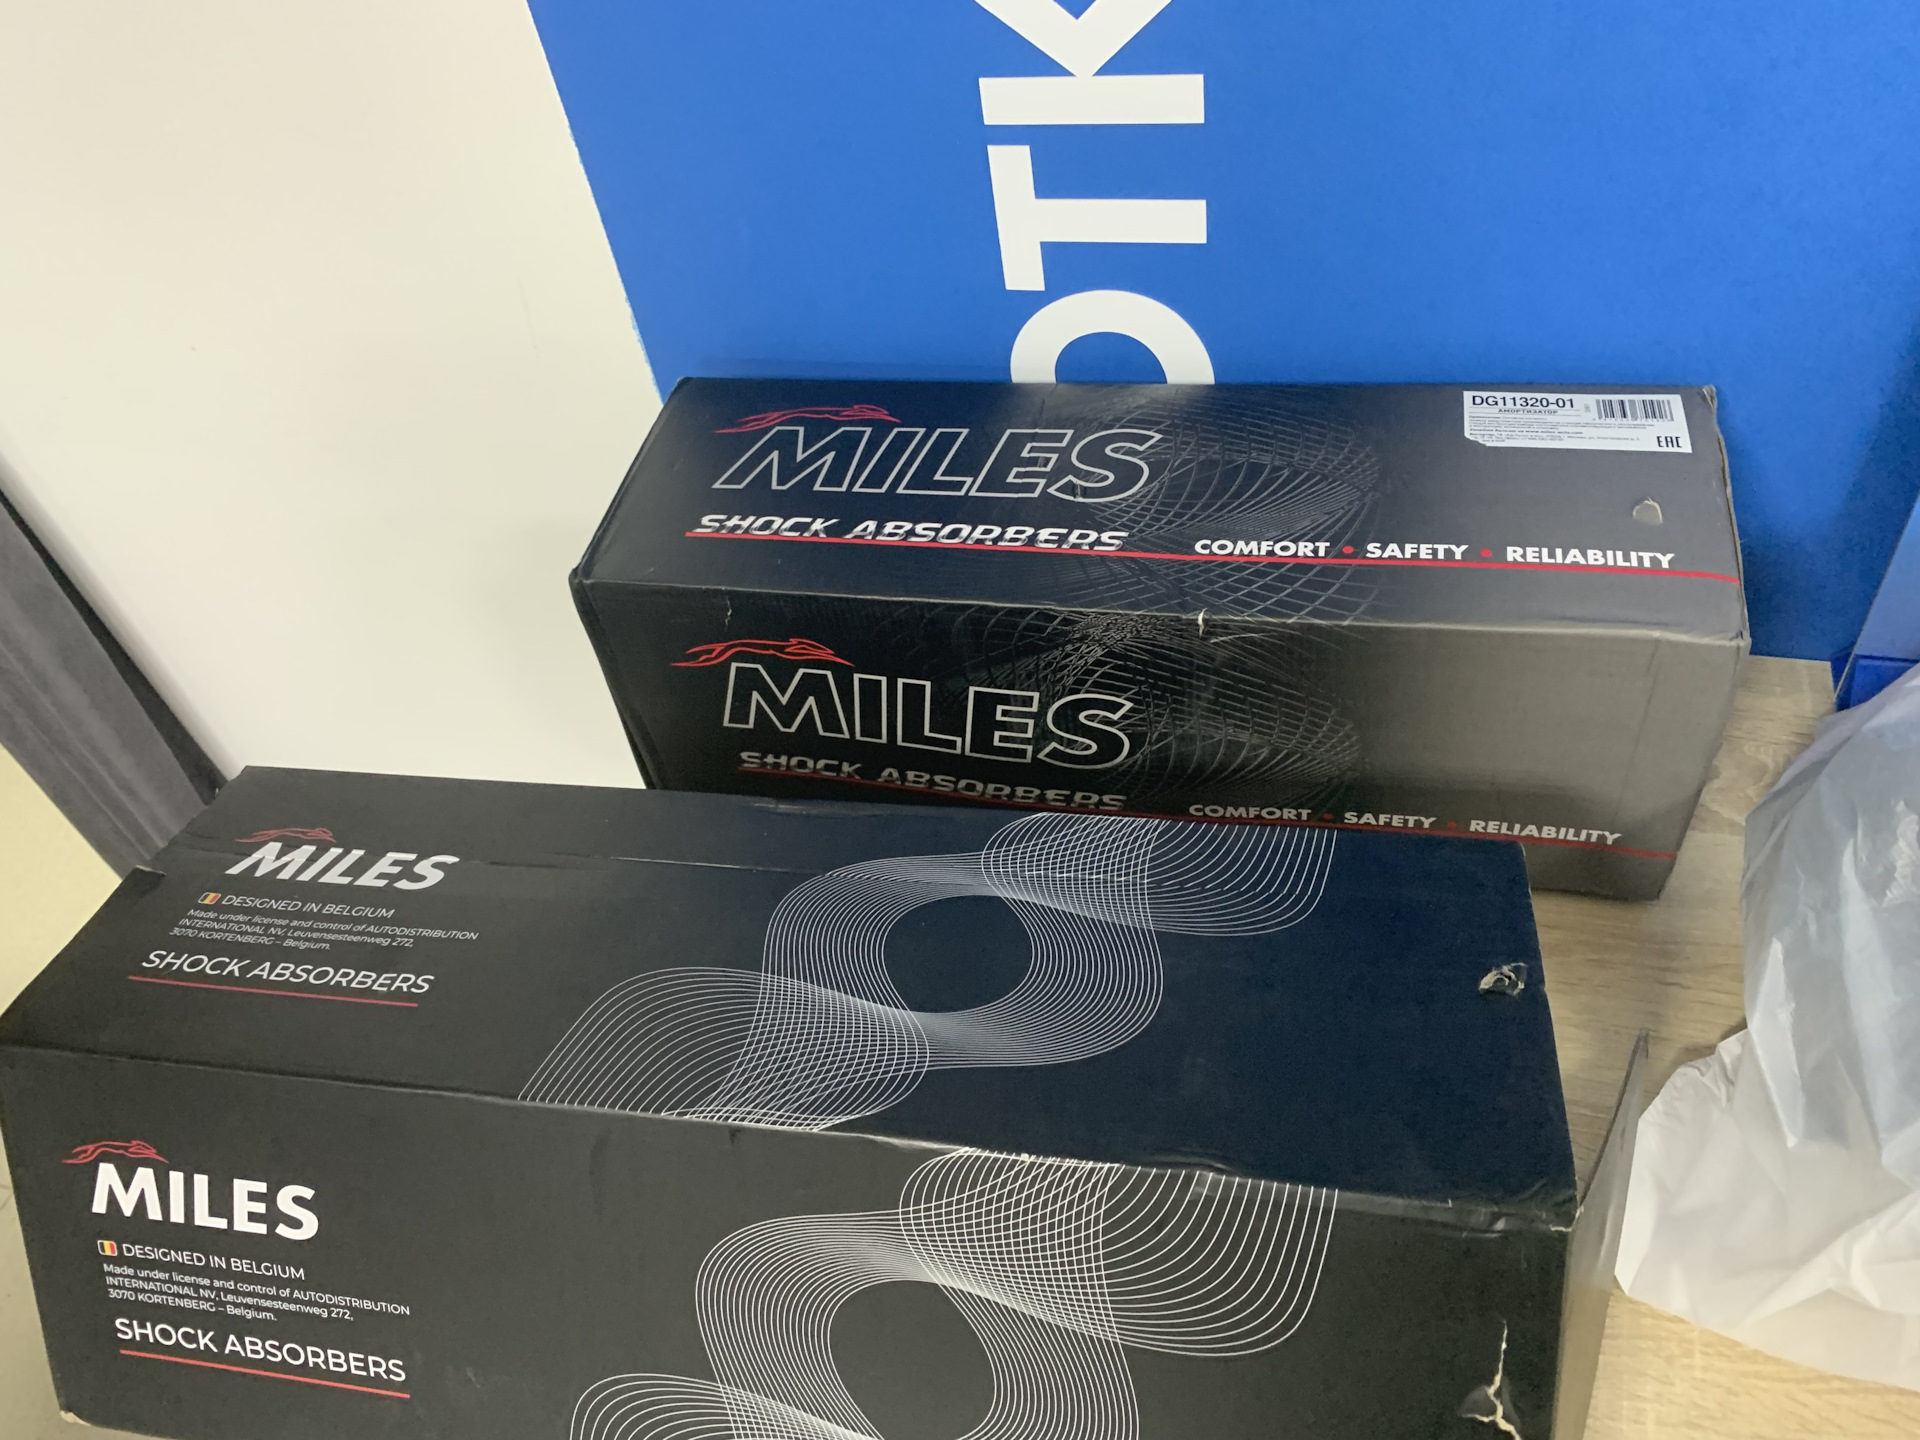 OTIK
MILES
SHOCK ABSORBERS
COMFORT • SAFETY • RELIABILITY
DG11320-01
АМОРТИЗАТОР
EAC
MILES
SHOCK ABSORBERS
COMFORT • SAFETY • RELIABILITY
MILES
DESIGNED IN BELGIUM
Made under license and control of AUTODISTRIBUTION
INTERNATIONAL NV, Leuvensesteenweg 272,
3070 KORTENBERG – Belgium.
SHOCK ABSORBERS
MILES
DESIGNED IN BELGIUM
Made under license and control of AUTODISTRIBUTION
INTERNATIONAL NV, Leuvensesteenweg 272,
3070 KORTENBERG – Belgium.
SHOCK ABSORBERS